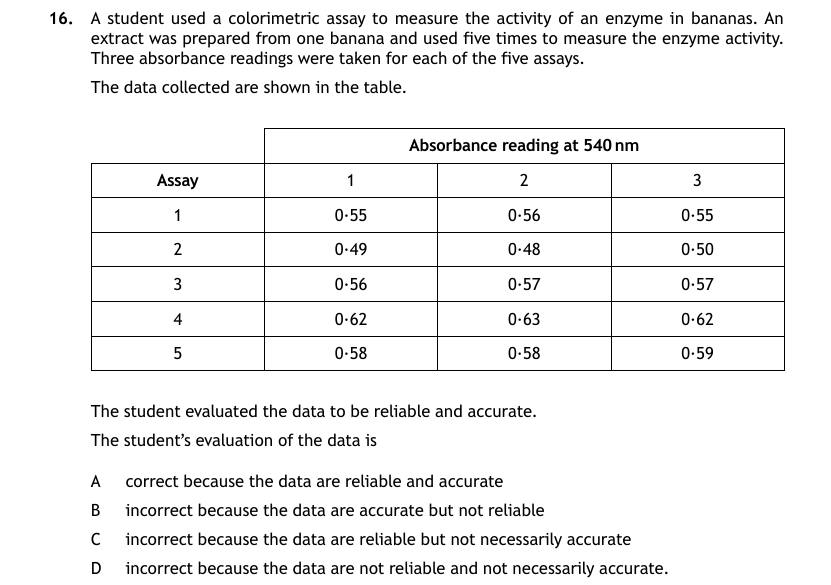 16. A student used a colorimetric assay to measure the activity of an enzyme in bananas. An
extract was prepared from one banana and used five times to measure the enzyme activity.
Three absorbance readings were taken for each of the five assays.
The data collected are shown in the table.
Absorbance reading at 540 nm
Assay 1 2 3
1 0·55 0·56 0·55
2 0·49 0·48 0·50
3 0·56 0·57 0·57
4 0·62 0·63 0·62
5 0·58 0·58 0·59
The student evaluated the data to be reliable and accurate.
The student’s evaluation of the data is
A correct because the data are reliable and accurate
B incorrect because the data are accurate but not reliable
C incorrect because the data are reliable but not necessarily accurate
D incorrect because the data are not reliable and not necessarily accurate.